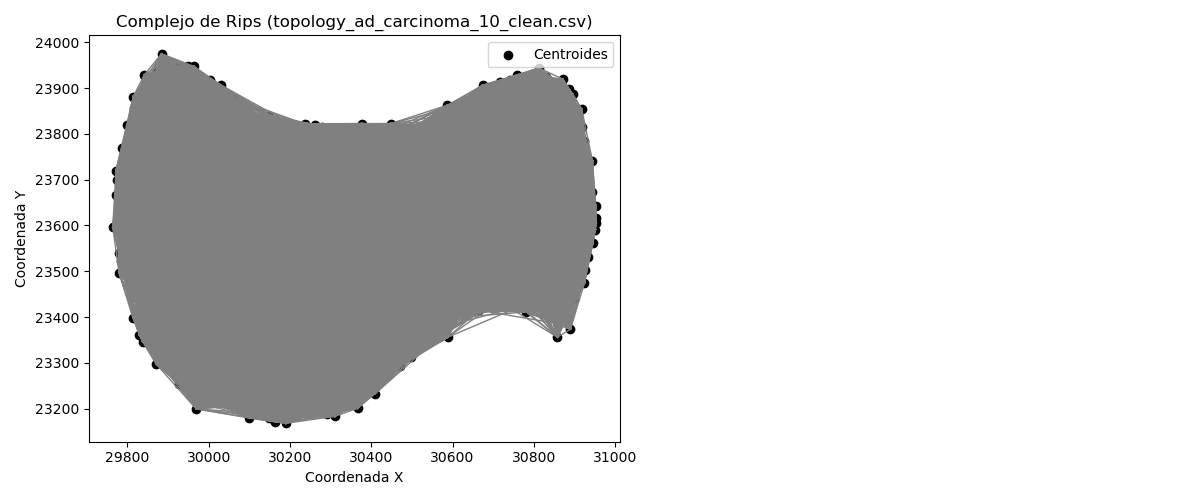 Complejo de Rips (topology_ad_carcinoma_10_clean.csv)
Centroides
24000
23900
23800
23700
23600
23500
23400
23300
23200
Coordenada Y
29800 30000 30200 30400 30600 30800 31000
Coordenada X